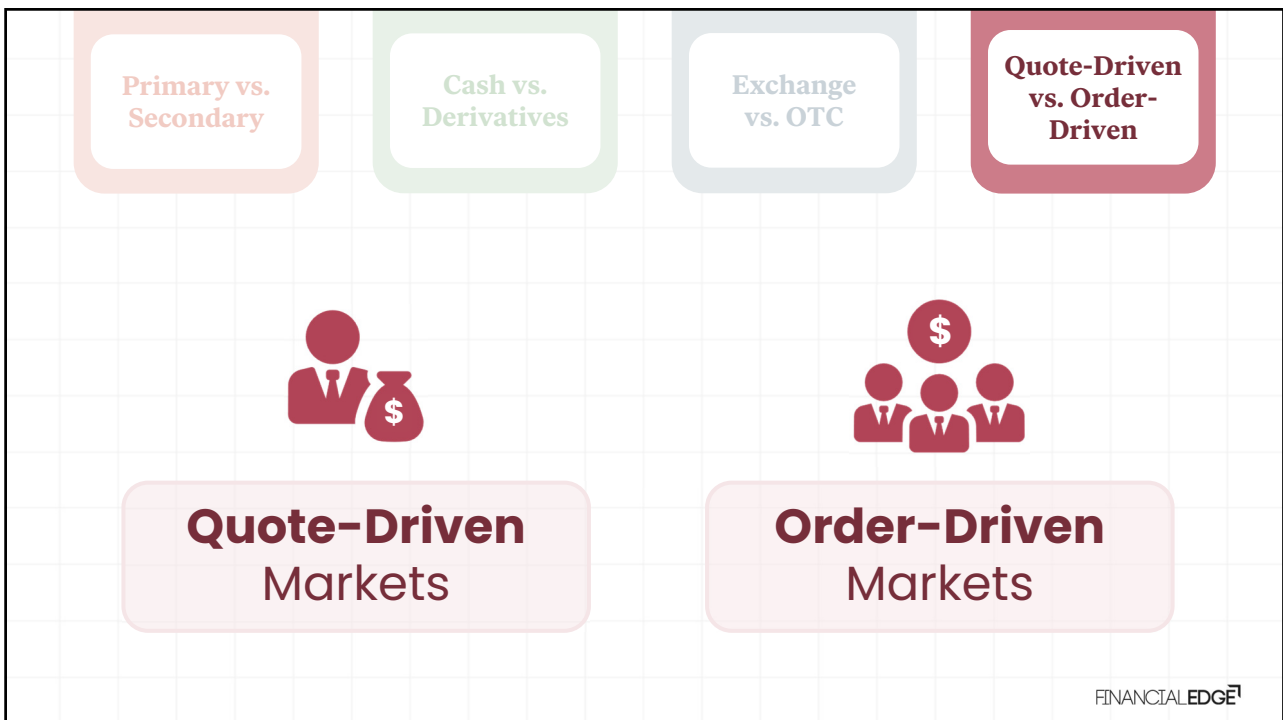 Primary vs.
Secondary
Cash vs.
Derivatives
Exchange
vs. OTC
Quote-Driven
vs. Order-
Driven
$
$
Quote-Driven
Markets
Order-Driven
Markets
FINANCIALEDGE